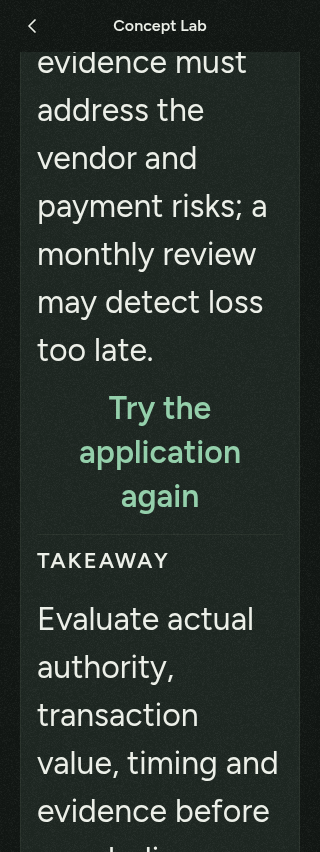 Concept Lab
evidence must
address the
vendor and
payment risks; a
monthly review
may detect loss
too late.
Try the
application
again
TAKEAWAY
Evaluate actual
authority,
transaction
value, timing and
evidence before